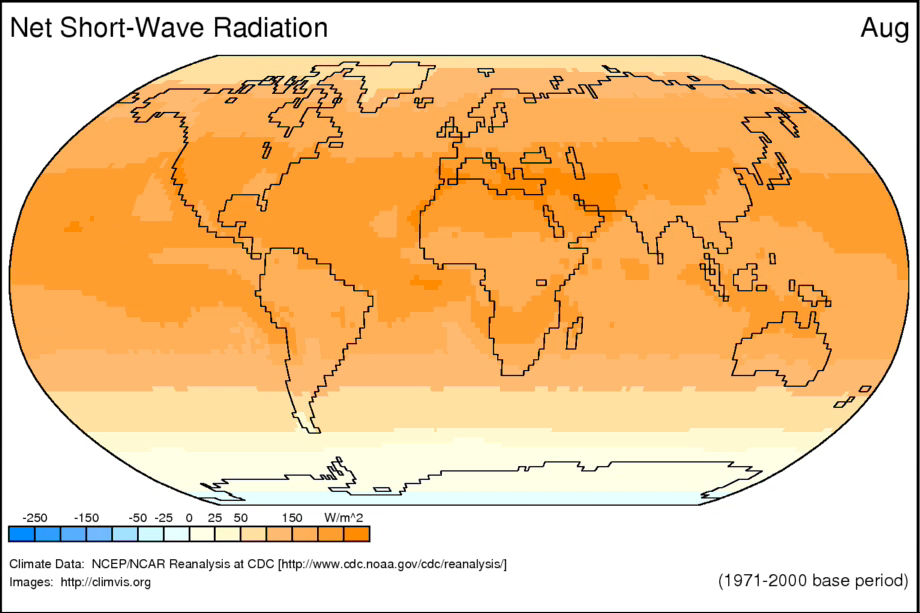 Net Short-Wave Radiation Aug
-250 -150 -50 -25 0 25 50 150 W/m^2
Climate Data: NCEP/NCAR Reanalysis at CDC [http://www.cdc.noaa.gov/cdc/reanalysis/]
Images: http://climvis.org (1971-2000 base period)